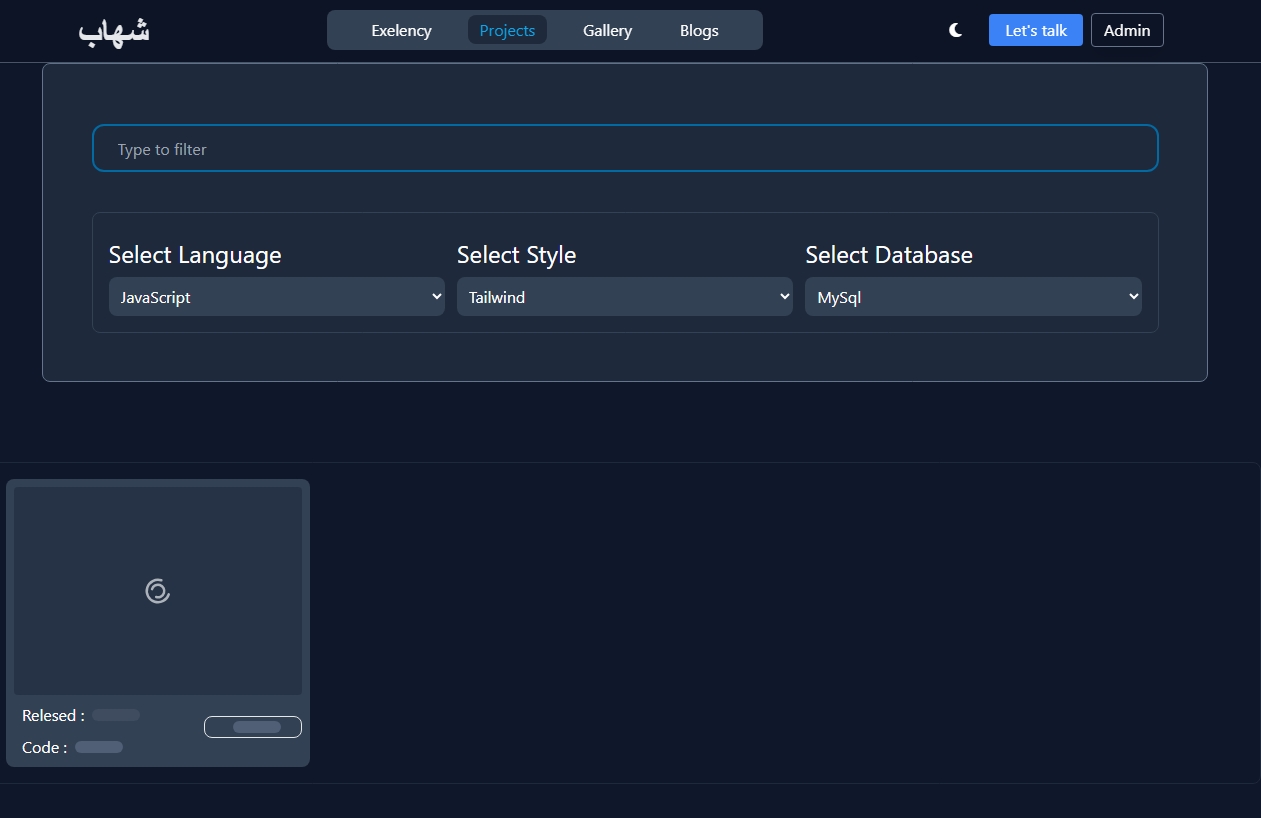 شهاب
Exelency Projects Gallery Blogs Let's talk Admin
Type to filter
Select Language Select Style Select Database
JavaScript Tailwind MySql
Relesed :
Code :